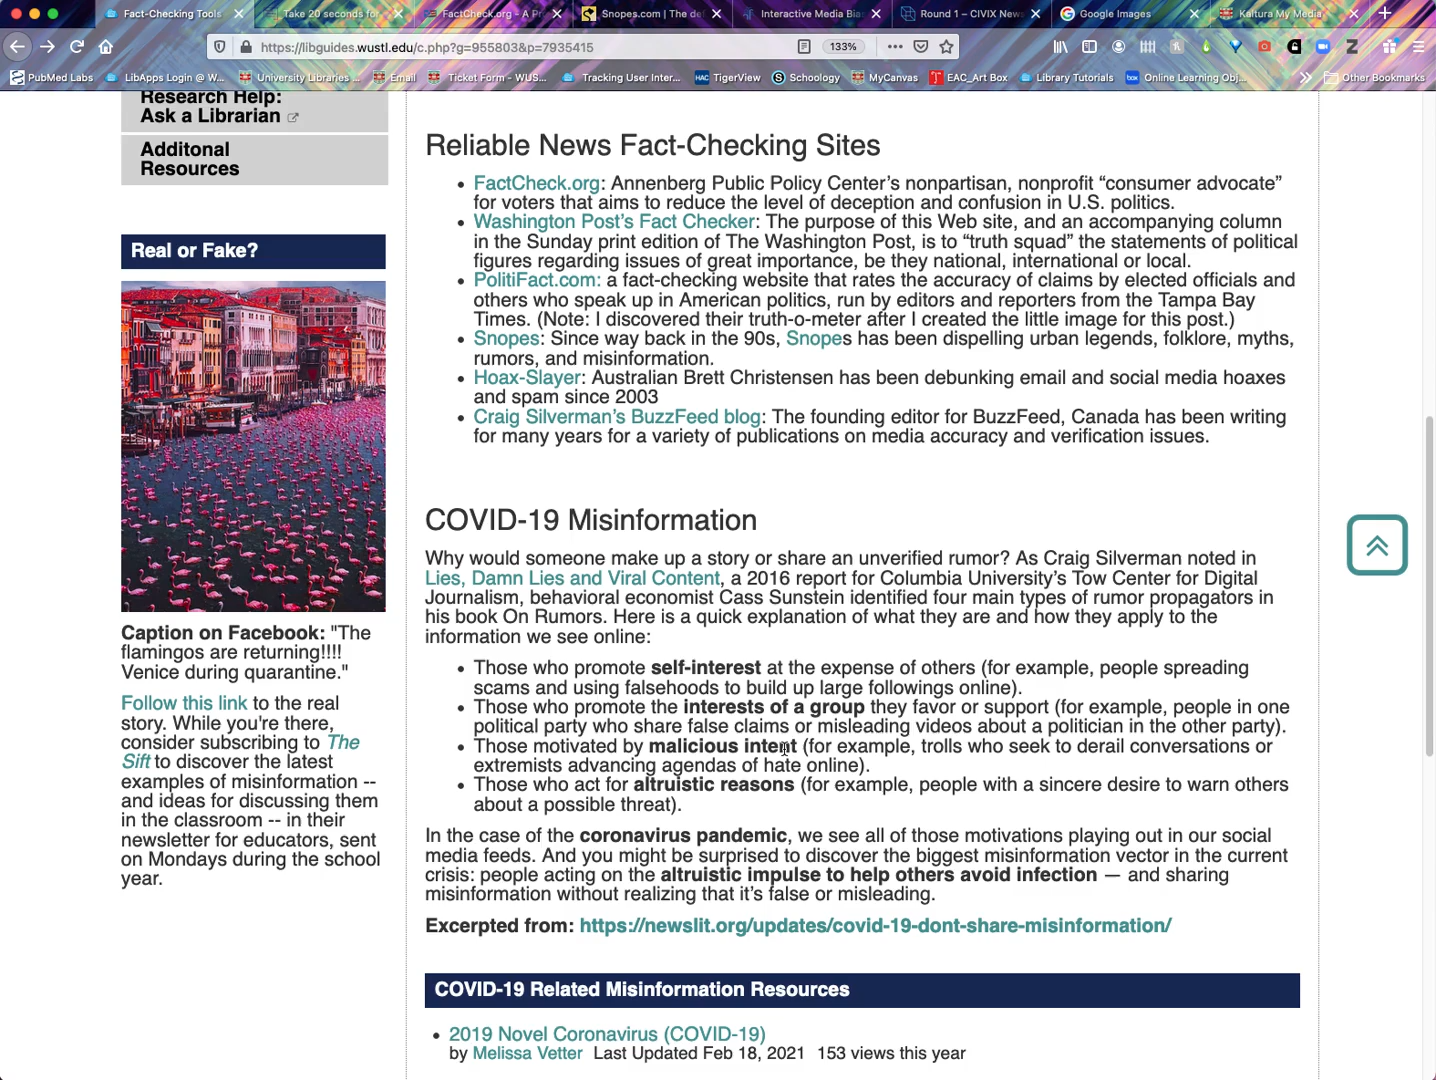 Fact-Checking Tools
Take 20 seconds for
FactCheck.org - A Pr
Snopes.com | The de
Interactive Media Bia
Round 1 – CIVIX New
Google Images
Kaltura My Media
https://libguides.wustl.edu/c.php?g=955803&p=7935415
133%
PubMed Labs
LibApps Login @ W...
University Libraries ...
Email
Ticket Form - WUS...
Tracking User Inter...
HAC TigerView
Schoology
MyCanvas
EAC_Art Box
Library Tutorials
box Online Learning Obj...
Other Bookmarks
Research Help:
Ask a Librarian
Additonal
Resources
Real or Fake?
Caption on Facebook: "The
flamingos are returning!!!!
Venice during quarantine."
Follow this link to the real
story. While you're there,
consider subscribing to The
Sift to discover the latest
examples of misinformation --
and ideas for discussing them
in the classroom -- in their
newsletter for educators, sent
on Mondays during the school
year.
Reliable News Fact-Checking Sites
• FactCheck.org: Annenberg Public Policy Center’s nonpartisan, nonprofit “consumer advocate”
for voters that aims to reduce the level of deception and confusion in U.S. politics.
• Washington Post’s Fact Checker: The purpose of this Web site, and an accompanying column
in the Sunday print edition of The Washington Post, is to “truth squad” the statements of political
figures regarding issues of great importance, be they national, international or local.
• PolitiFact.com: a fact-checking website that rates the accuracy of claims by elected officials and
others who speak up in American politics, run by editors and reporters from the Tampa Bay
Times. (Note: I discovered their truth-o-meter after I created the little image for this post.)
• Snopes: Since way back in the 90s, Snopes has been dispelling urban legends, folklore, myths,
rumors, and misinformation.
• Hoax-Slayer: Australian Brett Christensen has been debunking email and social media hoaxes
and spam since 2003
• Craig Silverman’s BuzzFeed blog: The founding editor for BuzzFeed, Canada has been writing
for many years for a variety of publications on media accuracy and verification issues.
COVID-19 Misinformation
Why would someone make up a story or share an unverified rumor? As Craig Silverman noted in
Lies, Damn Lies and Viral Content, a 2016 report for Columbia University’s Tow Center for Digital
Journalism, behavioral economist Cass Sunstein identified four main types of rumor propagators in
his book On Rumors. Here is a quick explanation of what they are and how they apply to the
information we see online:
• Those who promote self-interest at the expense of others (for example, people spreading
scams and using falsehoods to build up large followings online).
• Those who promote the interests of a group they favor or support (for example, people in one
political party who share false claims or misleading videos about a politician in the other party).
• Those motivated by malicious intent (for example, trolls who seek to derail conversations or
extremists advancing agendas of hate online).
• Those who act for altruistic reasons (for example, people with a sincere desire to warn others
about a possible threat).
In the case of the coronavirus pandemic, we see all of those motivations playing out in our social
media feeds. And you might be surprised to discover the biggest misinformation vector in the current
crisis: people acting on the altruistic impulse to help others avoid infection — and sharing
misinformation without realizing that it’s false or misleading.
Excerpted from: https://newslit.org/updates/covid-19-dont-share-misinformation/
COVID-19 Related Misinformation Resources
• 2019 Novel Coronavirus (COVID-19)
by Melissa Vetter Last Updated Feb 18, 2021 153 views this year